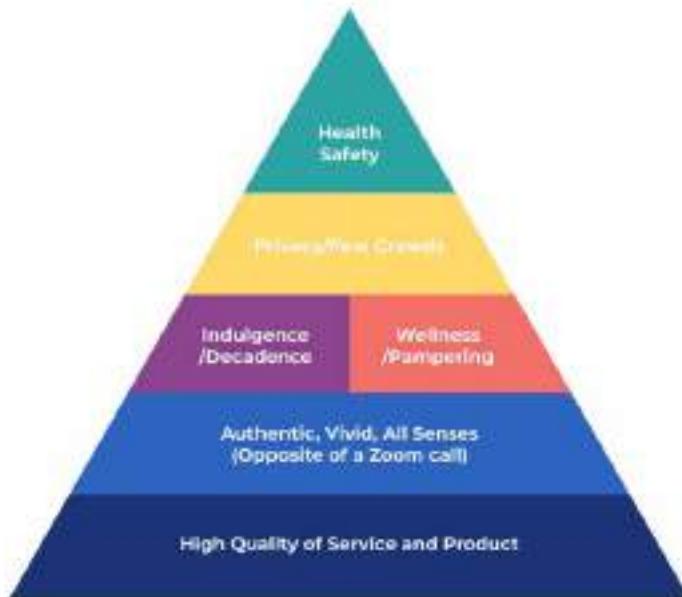 Health
Safety
Privacy/Few Crowds
Indulgence
/Decadence
Wellness
/Pampering
Authentic, Vivid, All Senses
(Opposite of a Zoom call)
High Quality of Service and Product